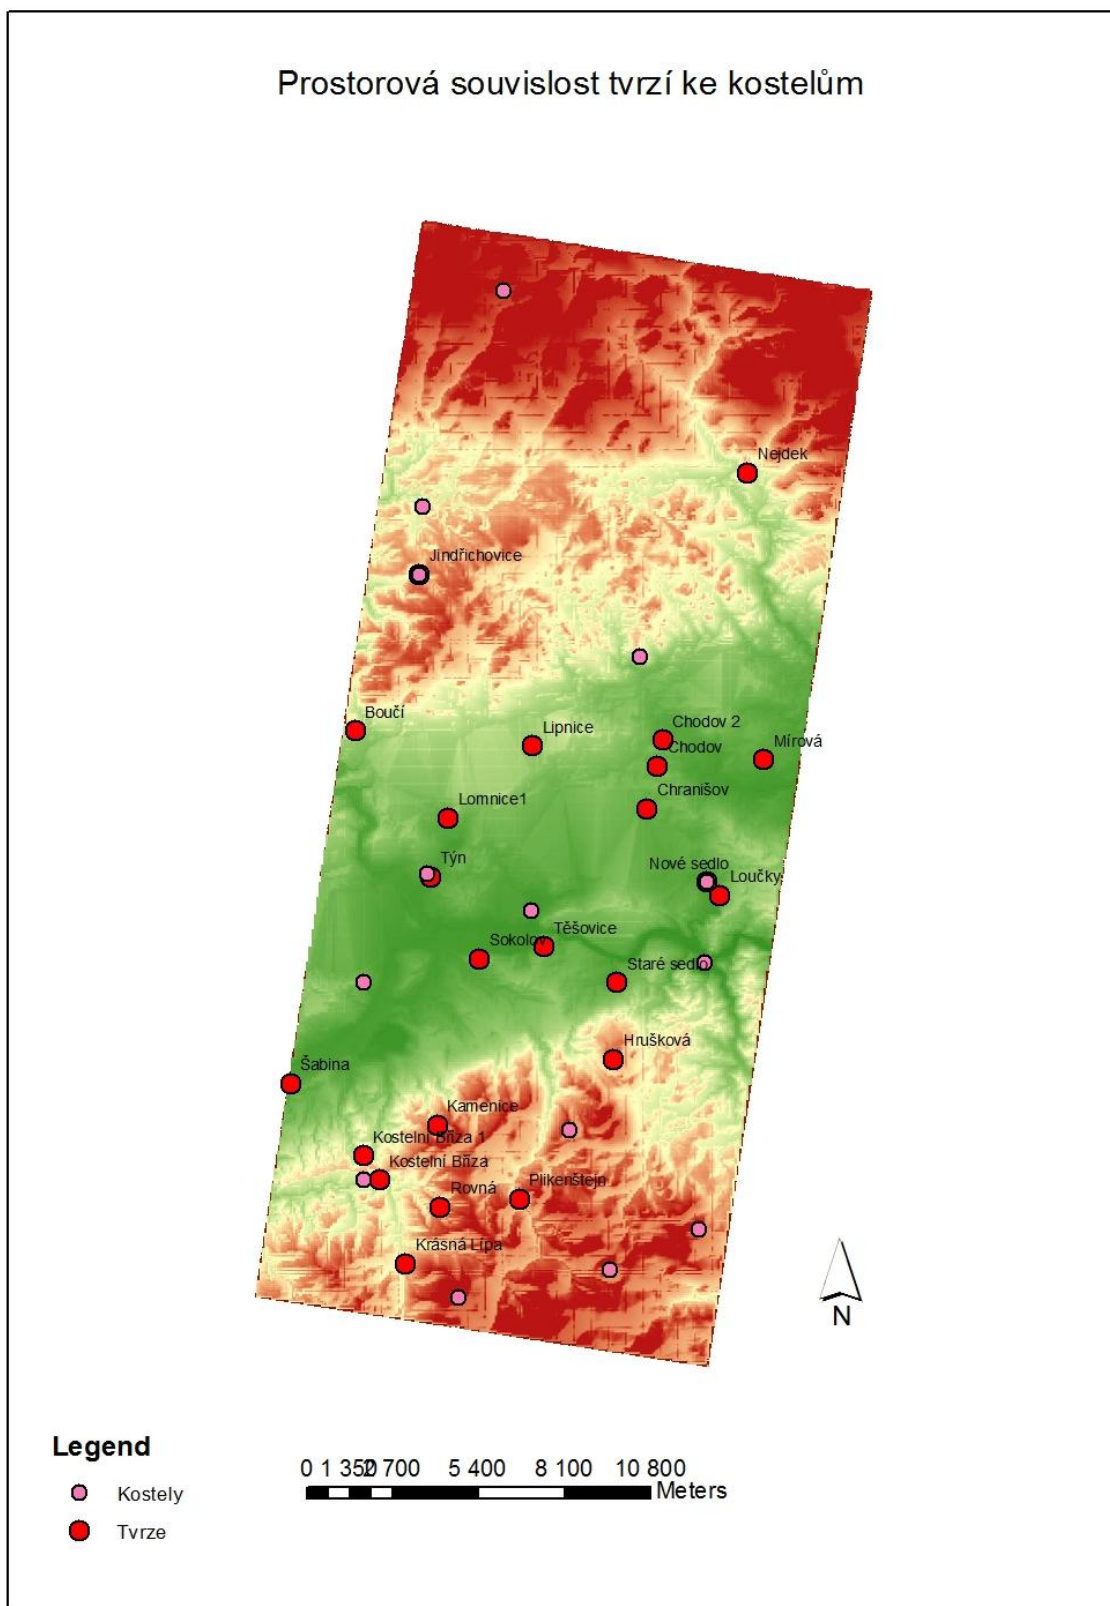 Prostorová souvislost tvrzí ke kostelům
Nejdek
Jindřichovice
Boučí
Lipnice
Chodov 2
Chodov
Mírová
Chranišov
Lomnice1
Týn
Nové sedlo
Loučky
Těšovice
Sokolov
Staré sedlo
Hrušková
Šabina
Kamenice
Kostelní Bříza 1
Kostelní Bříza
Rovná
Plikenštejn
Krásná Lípa
N
Legend
Kostely
Tvrze
0 1 350 2 700 5 400 8 100 10 800
Meters